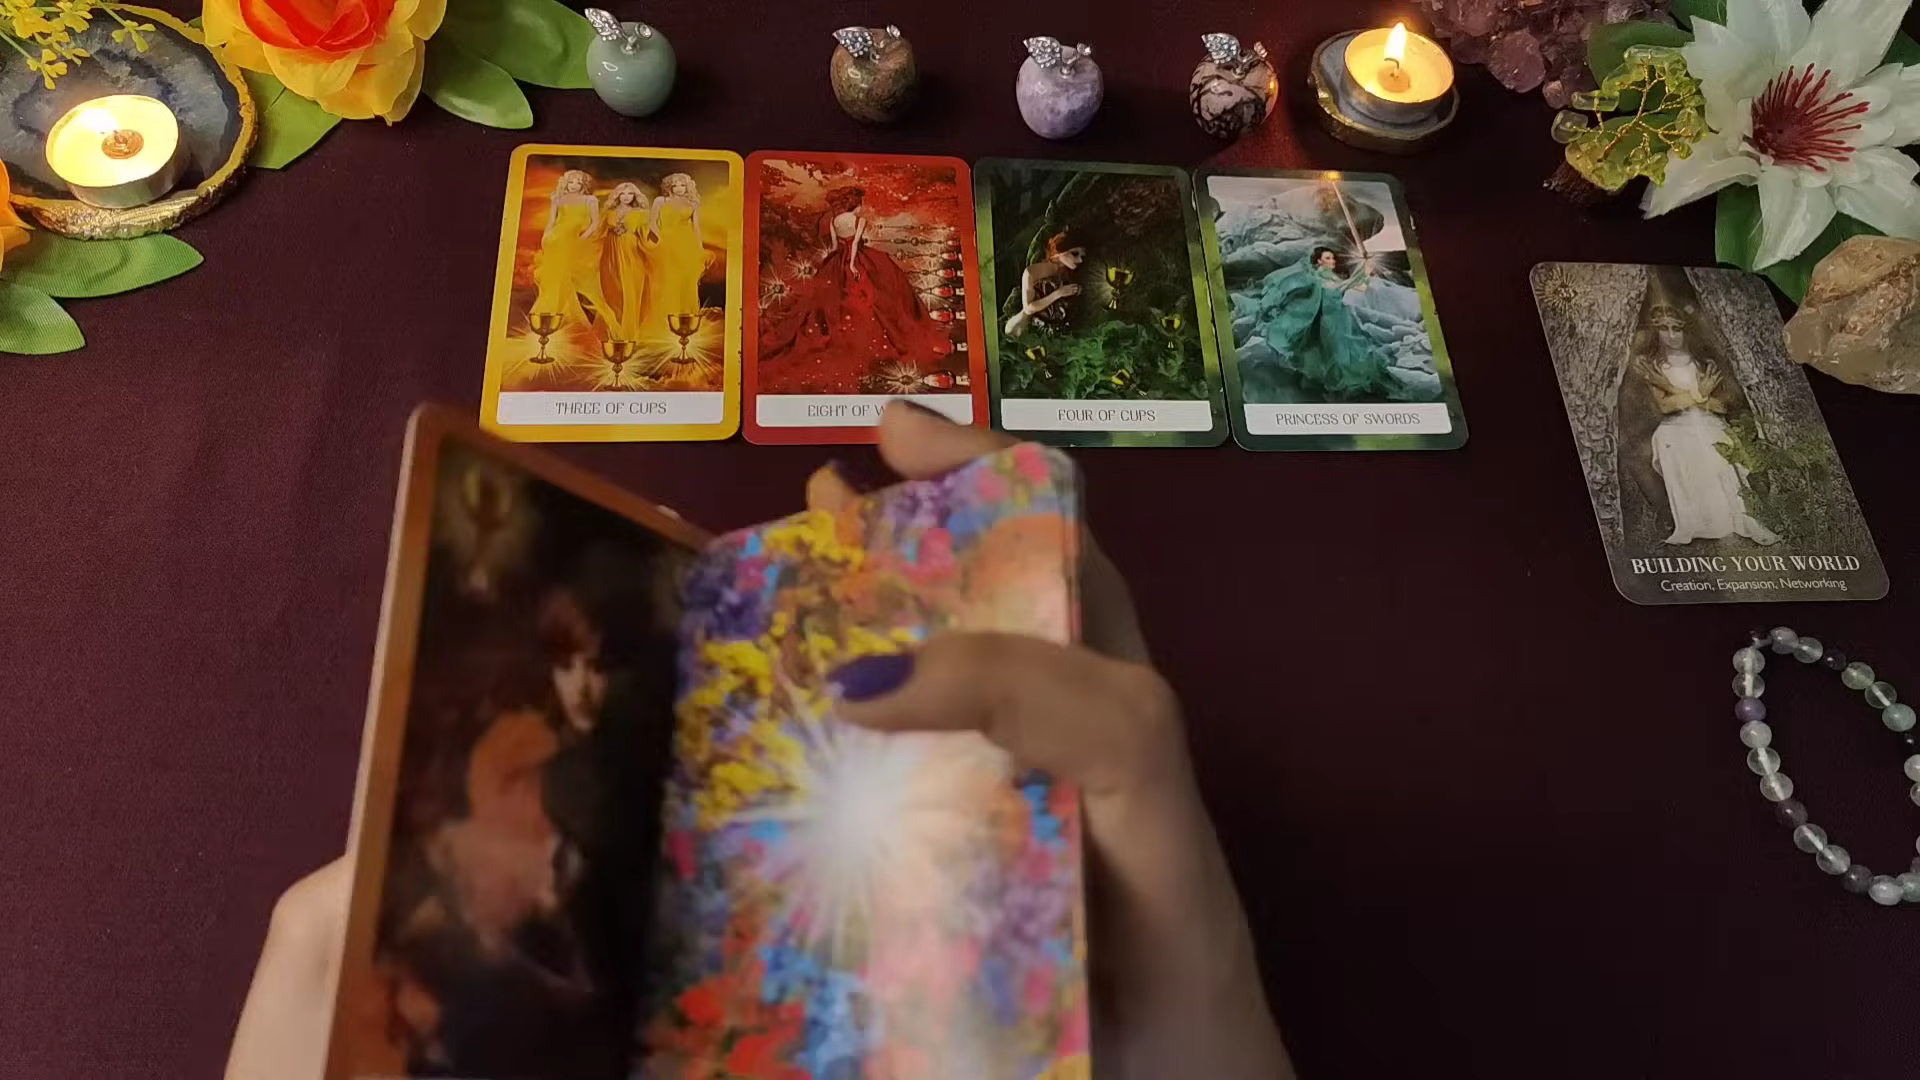 THREE OF CUPS
EIGHT OF
FOUR OF CUPS
PRINCESS OF SWORDS
BUILDING YOUR WORLD
Creation, Expansion, Networking